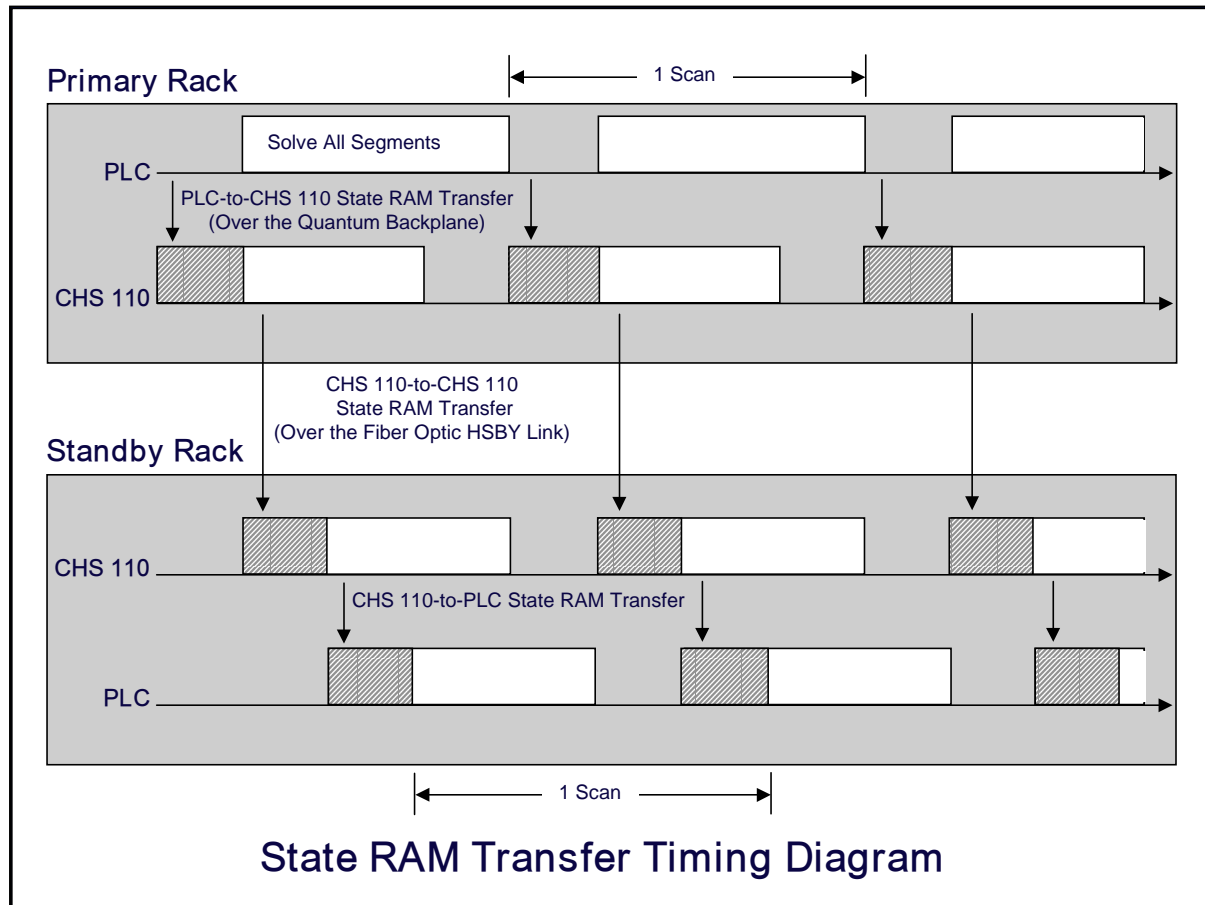 Primary Rack
1 Scan
Solve All Segments
PLC
PLC-to-CHS 110 State RAM Transfer
(Over the Quantum Backplane)
CHS 110
CHS 110-to-CHS 110
State RAM Transfer
(Over the Fiber Optic HSBY Link)
Standby Rack
CHS 110
CHS 110-to-PLC State RAM Transfer
PLC
1 Scan
State RAM Transfer Timing Diagram